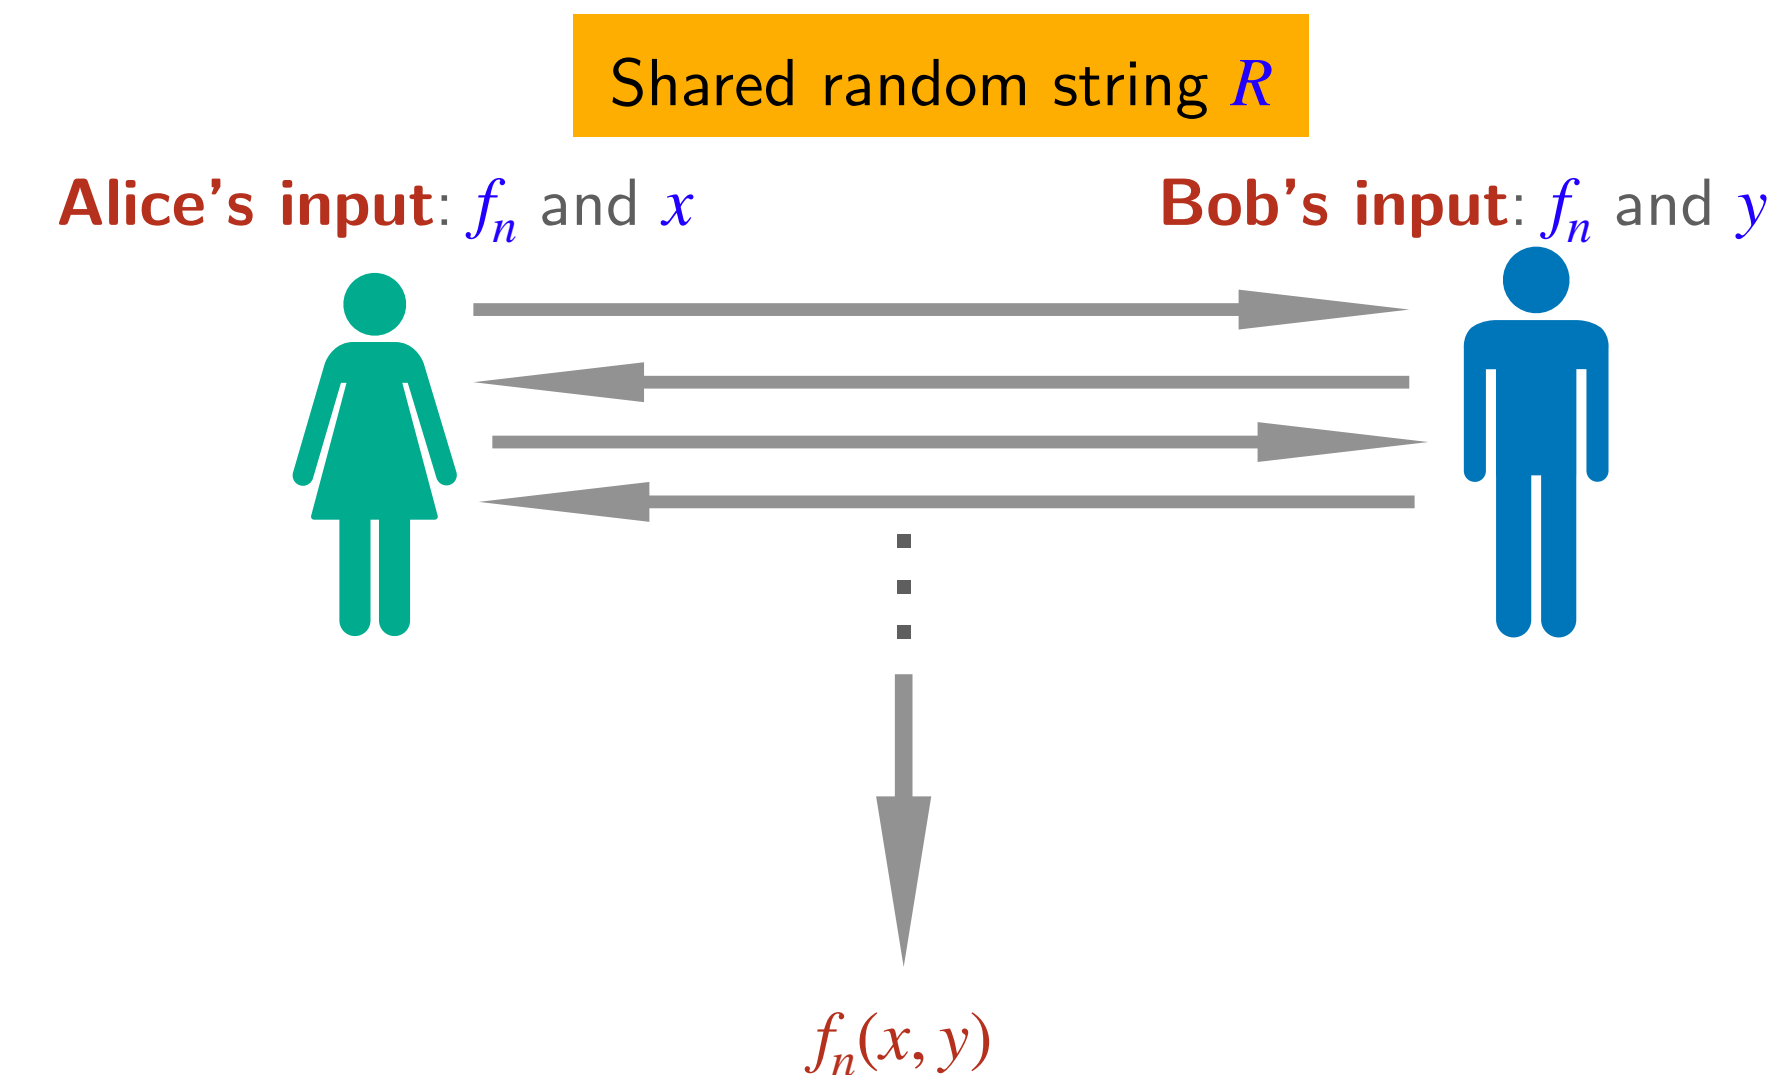 Shared random string R
Alice's input: fₙ and x
Bob's input: fₙ and y
fₙ(x, y)